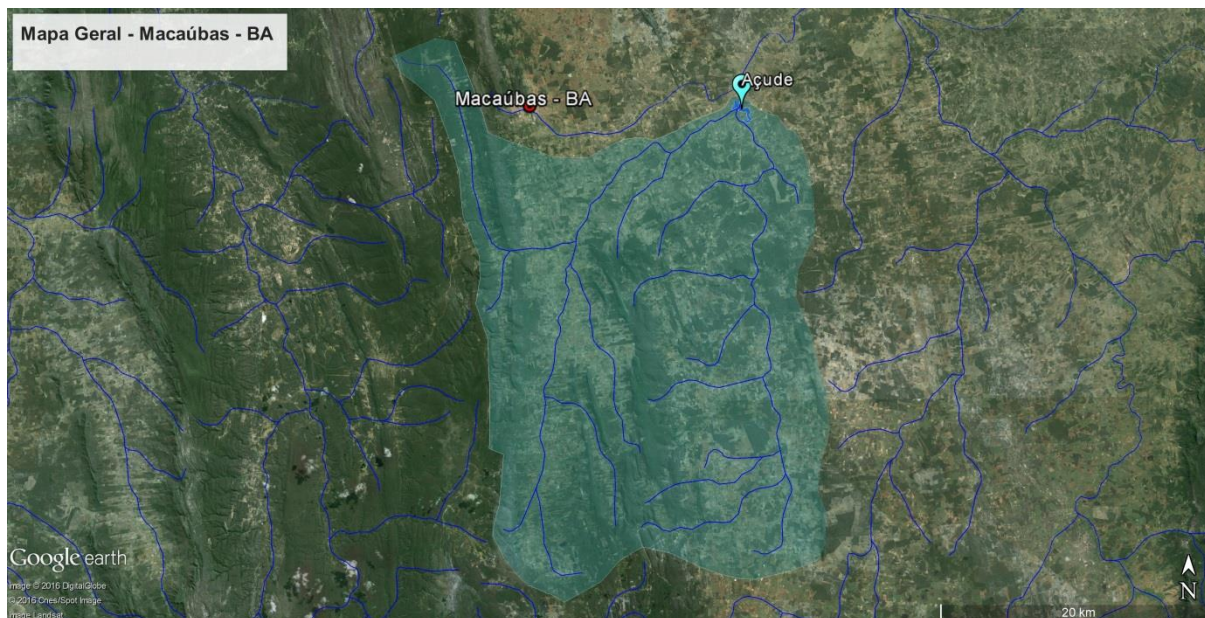 Mapa Geral - Macaúbas - BA
Açude
Macaúbas - BA
Google earth
Image © 2016 DigitalGlobe
© 2016 Cnes/Spot Image
Image Landsat
N
20 km